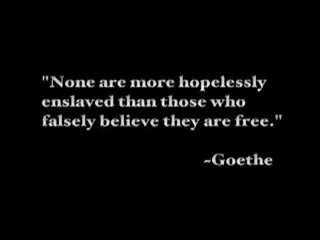 "None are more hopelessly
enslaved than those who
falsely believe they are free."
~Goethe